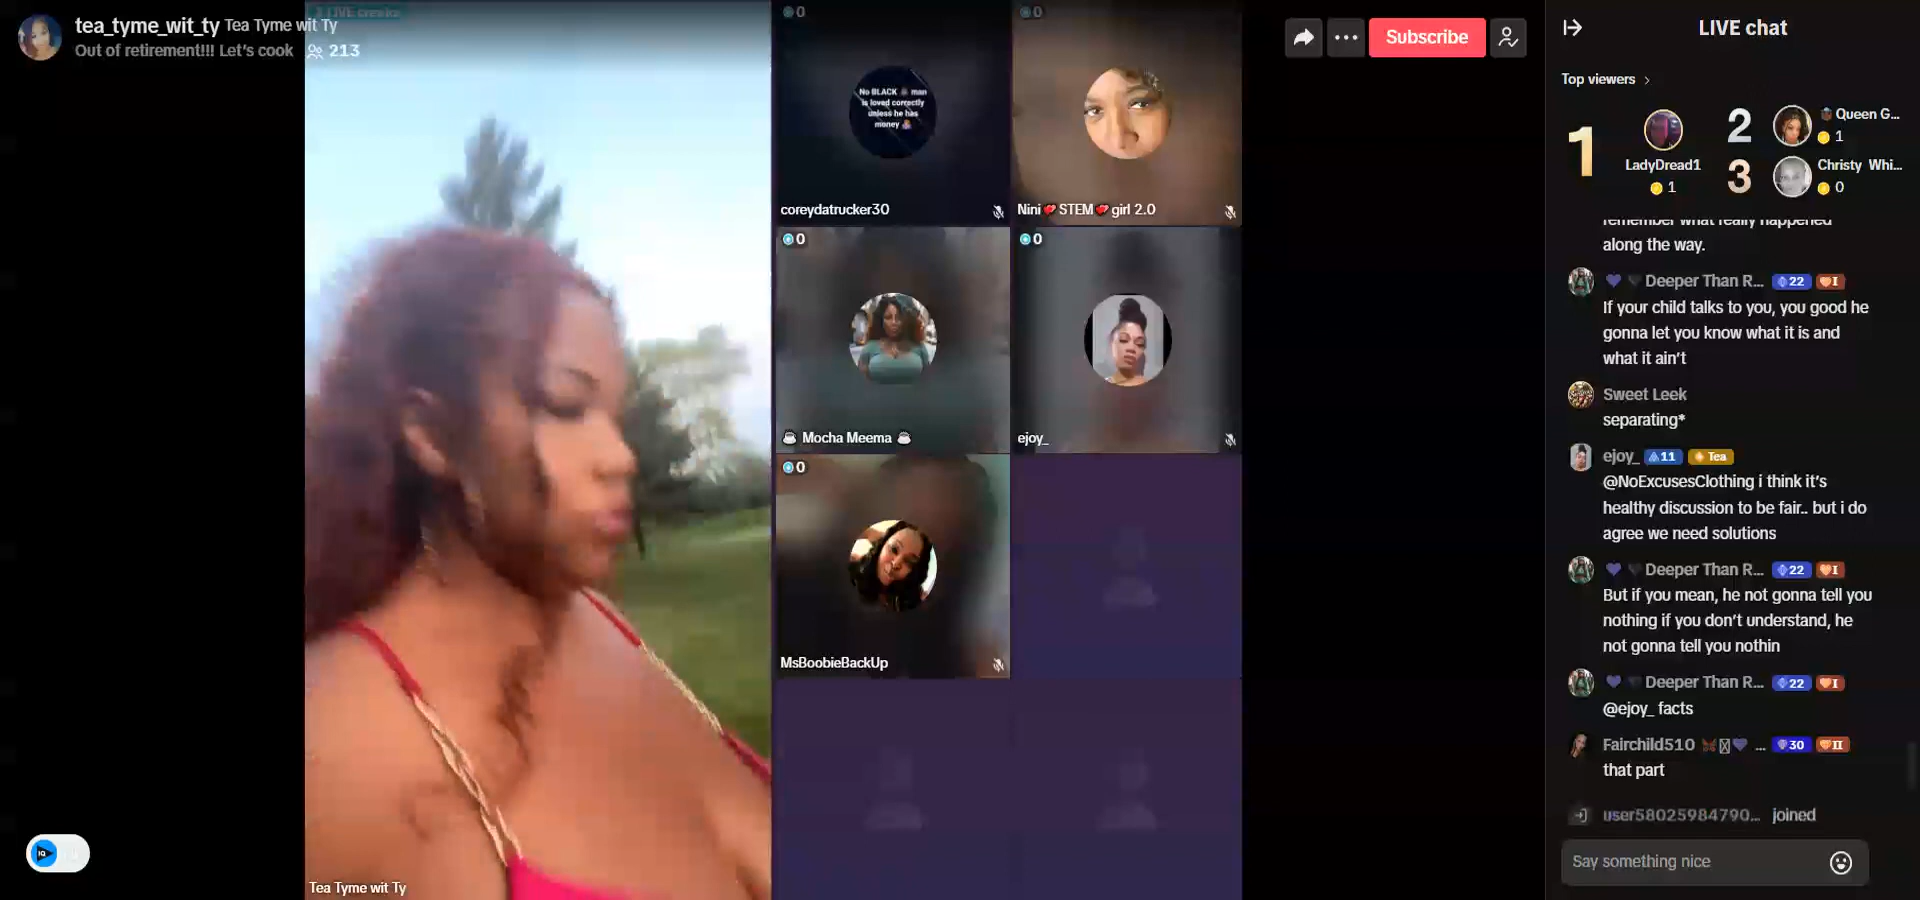 tea_tyme_wit_ty Tea Tyme wit Ty
Out of retirement!!! Let's cook
213
LIVE
0
No BLACK man
is loved correctly
unless he has
money
coreydatrucker30
0
Nini STEM girl 2.0
0
Mocha Meema
0
ejoy_
0
MsBoobieBackUp
Tea Tyme wit Ty
Subscribe
LIVE chat
Top viewers >
1
LadyDread1
1
2
Queen G...
1
3
Christy Whi...
0
remember what really happened
along the way.
Deeper Than R... 22 I
If your child talks to you, you good he
gonna let you know what it is and
what it ain't
Sweet Leek
separating*
ejoy_ 11 Tea
@NoExcusesClothing i think it's
healthy discussion to be fair.. but i do
agree we need solutions
Deeper Than R... 22 I
But if you mean, he not gonna tell you
nothing if you don't understand, he
not gonna tell you nothin
Deeper Than R... 22 I
@ejoy_ facts
Fairchild510 ... 30 II
that part
user58025984790... joined
Say something nice